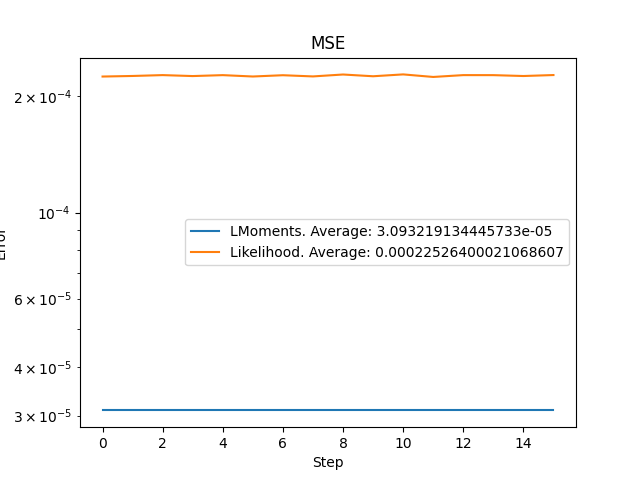 MSE
2 × 10⁻⁴
10⁻⁴
6 × 10⁻⁵
4 × 10⁻⁵
3 × 10⁻⁵
Error
LMoments. Average: 3.093219134445733e-05
Likelihood. Average: 0.00022526400021068607
0 2 4 6 8 10 12 14
Step